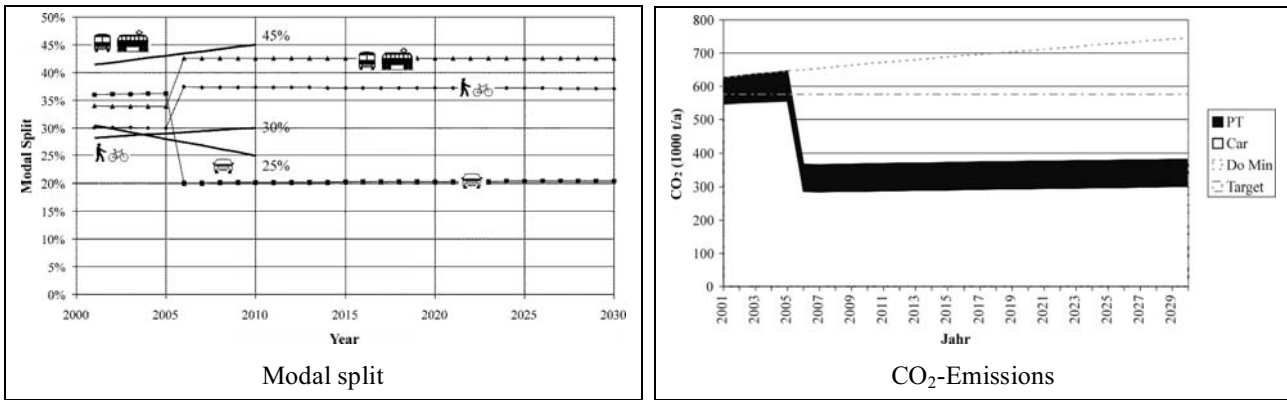 50%
45%
40%
35%
30%
25%
20%
15%
10%
5%
0%
Modal Split
45%
30%
25%
2000 2005 2010 2015 2020 2025 2030
Year
Modal split
800
700
600
500
400
300
200
100
0
CO₂ (1000 t/a)
2001 2003 2005 2007 2009 2011 2013 2015 2017 2019 2021 2023 2025 2027 2029
Jahr
PT
Car
Do Min
Target
CO₂-Emissions